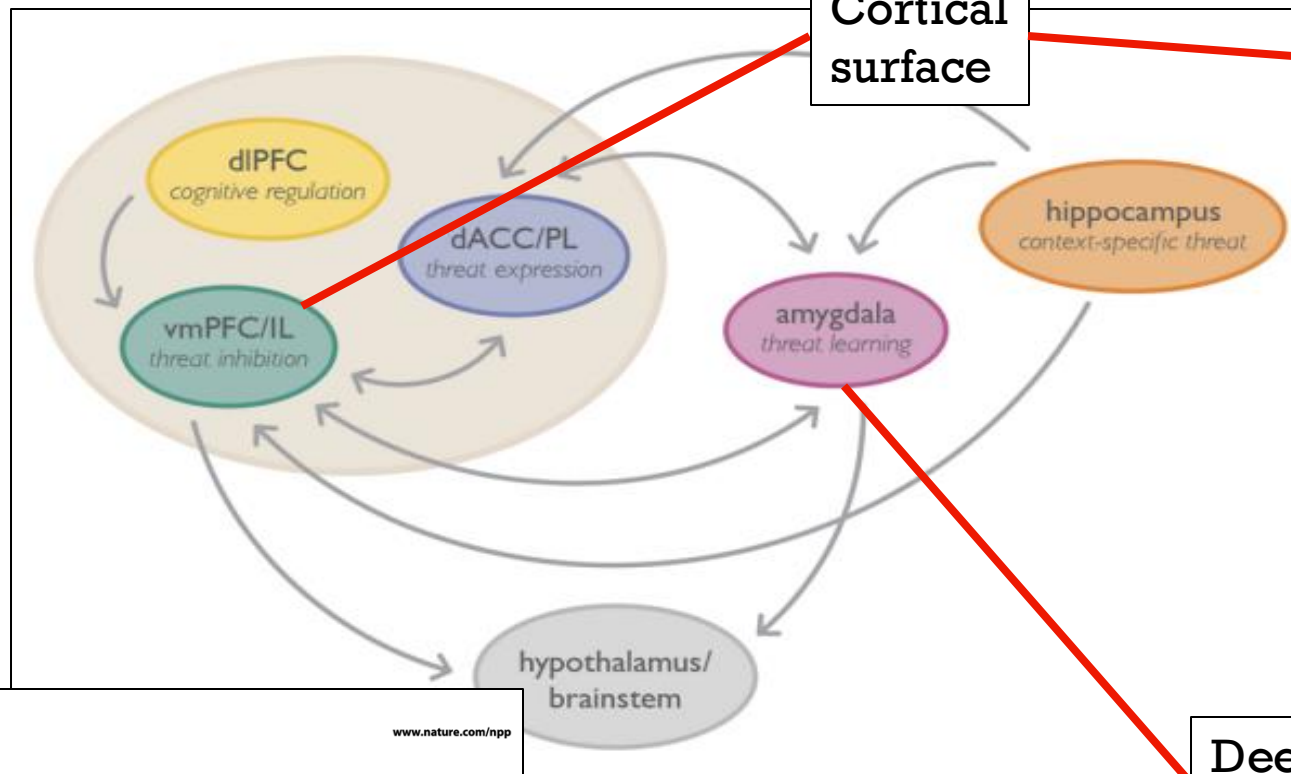 Cortical
surface
dlPFC
cognitive regulation
dACC/PL
threat expression
hippocampus
context-specific threat
vmPFC/IL
threat inhibition
amygdala
threat learning
hypothalamus/
brainstem
www.nature.com/npp
Dee